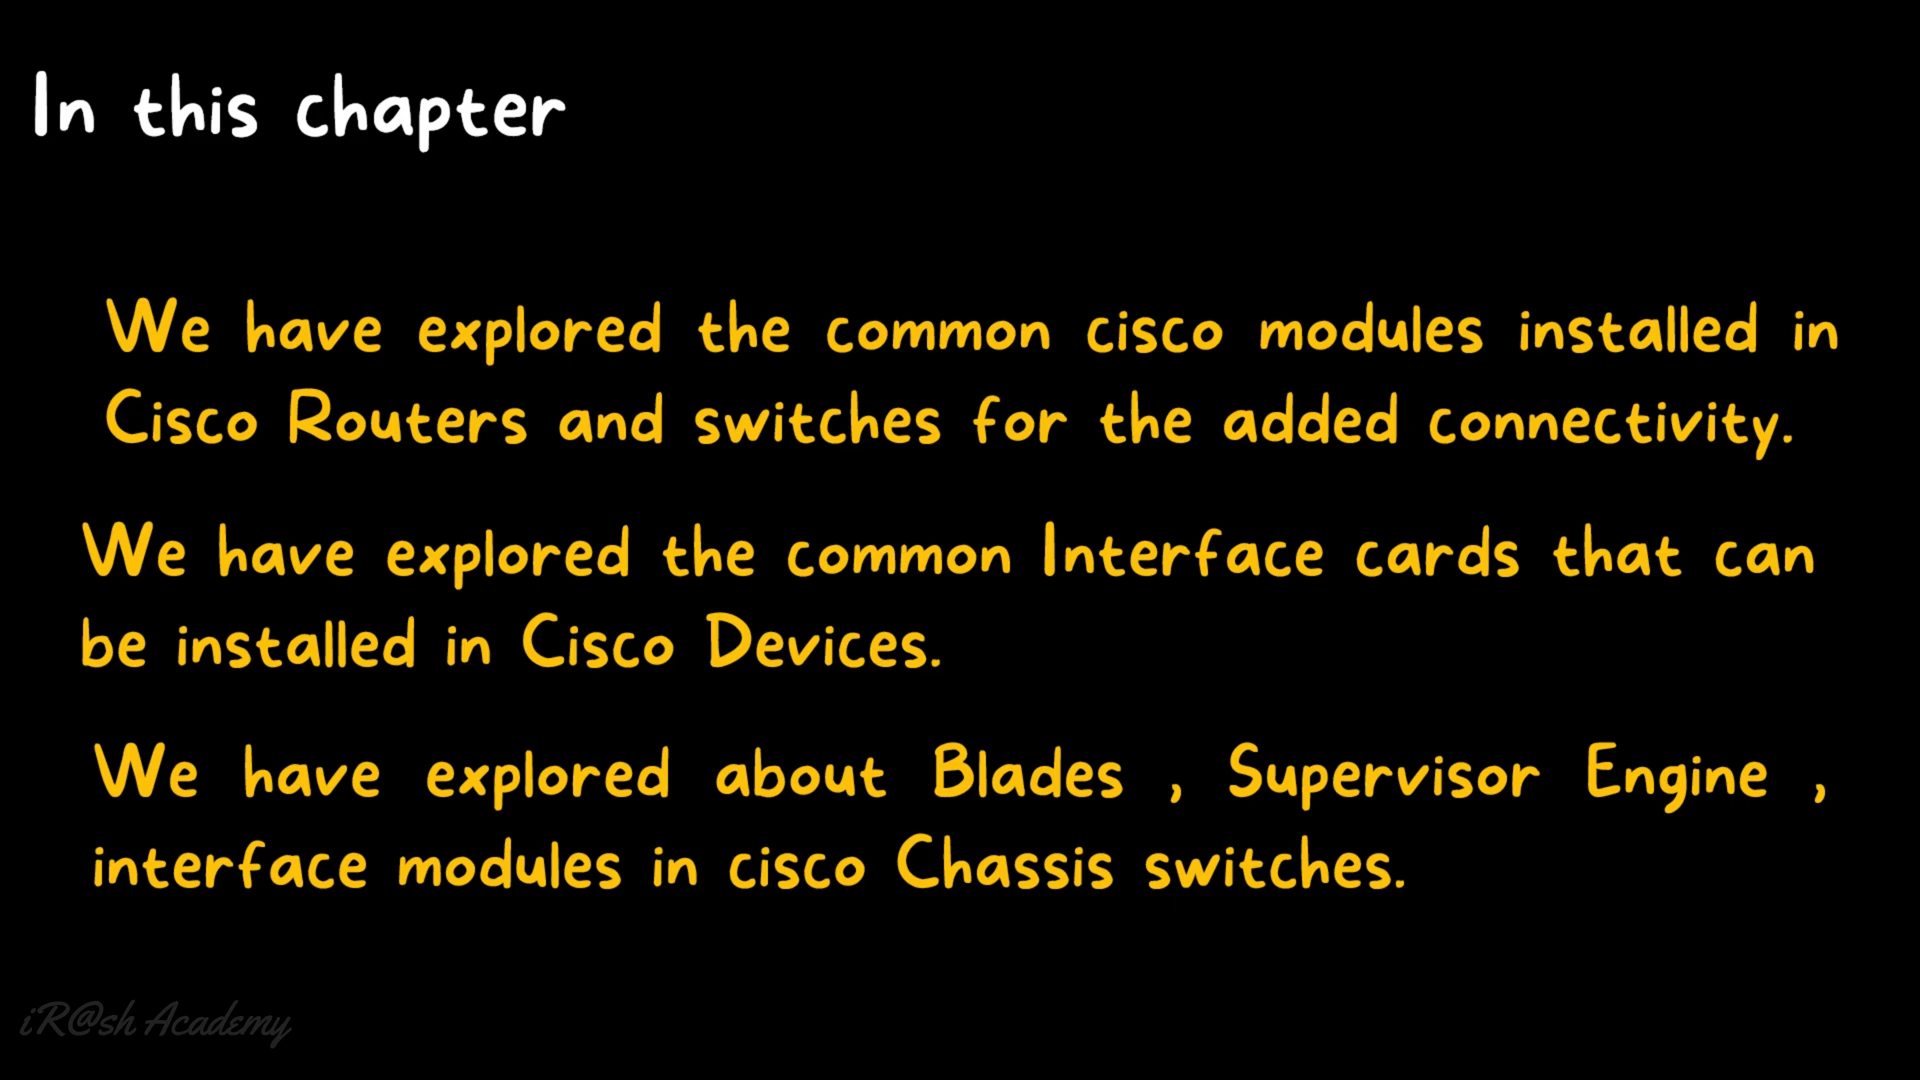 In this chapter
We have explored the common cisco modules installed in
Cisco Routers and switches for the added connectivity.
We have explored the common Interface cards that can
be installed in Cisco Devices.
We have explored about Blades , Supervisor Engine ,
interface modules in cisco Chassis switches.
iR@sh Academy